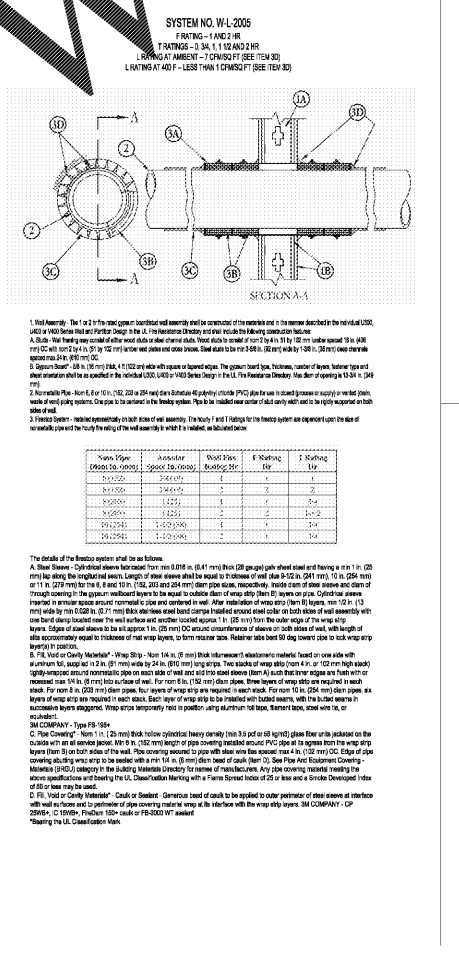 SYSTEM NO. W-L-2005
F RATING – 1 AND 2 HR
T RATINGS - 0, 3/4, 1, 1 1/2 AND 2 HR
L RATING AT AMIBENT – 7 CFM/SQ FT (SEE ITEM 3D)
L RATING AT 400 F – LESS THAN 1 CFM/SQ FT (SEE ITEM 3D)
A
1A
3D
3A
3D
2
2
3C
3B
A
3C
3B
1B
SECTION A-A
1. Wall Assembly - The 1 or 2 hr fire-rated gypsum board/stud wall assembly shall be constructed of the materials and in the manner described in the individual U300,
U400 or V400 Series Wall and Partition Design in the UL Fire Resistance Directory and shall include the following construction features:
A. Studs - Wall framing may consist of either wood studs or steel channel studs. Wood studs to consist of nom 2 by 4 in. 51 by 102 mm lumber spaced 16 in. (406
mm) OC with nom 2 by 4 in. (51 by 102 mm) lumber end plates and cross braces. Steel studs to be min 3-5/8 in. (92 mm) wide by 1-3/8 in. (35 mm) deep channels
spaced max 24 in. (610 mm) OC.
B. Gypsum Board* - 5/8 in. (16 mm) thick, 4 ft (122 cm) wide with square or tapered edges. The gypsum board type, thickness, number of layers, fastener type and
sheet orientation shall be as specified in the individual U300, U400 or V400 Series Design in the UL Fire Resistance Directory. Max diam of opening is 13-3/4 in. (349
mm).
2. Nonmetallic Pipe - Nom 6, 8 or 10 in. (152, 203 or 254 mm) diam Schedule 40 polyvinyl chloride (PVC) pipe for use in closed (process or supply) or vented (drain,
waste or vent) piping systems. One pipe to be centered in the firestop system. Pipe to be installed near center of stud cavity width and to be rigidly supported on both
sides of wall.
3. Firestop System - Installed symmetrically on both sides of wall assembly. The hourly F and T Ratings for the firestop system are dependent upon the size of
nonmetallic pipe and the hourly fire rating of the wall assembly in which it is installed, as tabulated below:
Nom Pipe Annular Wall Fire F Rating T Rating
Diam In. (mm) Space In. (mm) Rating Hr Hr Hr
The details of the firestop system shall be as follows.
A. Steel Sleeve - Cylindrical sleeve fabricated from min 0.016 in. (0.41 mm) thick (28 gauge) galv sheet steel and having a min 1 in. (25
mm) lap along the longitudinal seam. Length of steel sleeve shall be equal to thickness of wall plus 9-1/2 in. (241 mm), 10 in. (254 mm)
or 11 in. (279 mm) for the 6, 8 and 10 in. (152, 203 and 254 mm) diam pipe sizes, respectively. Inside diam of steel sleeve and diam of
through opening in the gypsum wallboard layers to be equal to outside diam of wrap strip (Item B) layers on pipe. Cylindrical sleeve
inserted in annular space around nonmetallic pipe and centered in wall. After installation of wrap strip (Item B) layers, min 1/2 in. (13
mm) wide by min 0.028 in. (0.71 mm) thick stainless steel band clamps installed around steel collar on both sides of wall assembly with
one band clamp located near the wall surface and another located approx 1 in. (25 mm) from the outer edge of the wrap strip
layers. Edges of steel sleeve to be slit approx 1 in. (25 mm) OC around circumference of sleeve on both sides of wall, with length of
slits approximately equal to thickness of mat wrap layers, to form retainer tabs. Retainer tabs bent 90 deg toward pipe to lock wrap strip
layer(s) in position.
B. Fill, Void or Cavity Materials* - Wrap Strip - Nom 1/4 in. (6 mm) thick intumescent elastomeric material faced on one side with
aluminum foil, supplied in 2 in. (51 mm) wide by 24 in. (610 mm) long strips. Two stacks of wrap strip (nom 4 in. or 102 mm high stack)
tightly-wrapped around nonmetallic pipe on each side of wall and slid into steel sleeve (Item A) such that inner edges are flush with or
recessed max 1/4 in. (6 mm) into surface of wall. For nom 6 in. (152 mm) diam pipes, three layers of wrap strip are required in each
stack. For nom 8 in. (203 mm) diam pipes, four layers of wrap strip are required in each stack. For nom 10 in. (254 mm) diam pipes, six
layers of wrap strip are required in each stack. Each layer of wrap strip to be installed with butted seams, with the butted seams in
successive layers staggered. Wrap strips temporarily held in position using aluminum foil tape, filament tape, steel wire tie, or
equivalent.
3M COMPANY - Type FS-195+
C. Pipe Covering* - Nom 1 in. ( 25 mm) thick hollow cylindrical heavy density (min 3.5 pcf or 56 kg/m3) glass fiber units jacketed on the
outside with an all service jacket. Min 6 in. (152 mm) length of pipe covering installed around PVC pipe at its egress from the wrap strip
layers (Item B) on both sides of the wall. Pipe covering secured to pipe with steel wire ties spaced max 4 in. (102 mm) OC. Edge of pipe
covering abutting wrap strip to be sealed with a min 1/4 in. (6 mm) diam bead of caulk (Item D). See Pipe And Equipment Covering -
Materials (BRGU) category in the Building Materials Directory for names of manufacturers. Any pipe covering material meeting the
above specifications and bearing the UL Classification Marking with a Flame Spread Index of 25 or less and a Smoke Developed Index
of 50 or less may be used.
D. Fill, Void or Cavity Materials* - Caulk or Sealant - Generous bead of caulk to be applied to outer perimeter of steel sleeve at interface
with wall surfaces and to perimeter of pipe covering material wrap at its interface with the wrap strip layers. 3M COMPANY - CP
25WB+, IC 15WB+, FireDam 150+ caulk or FB-3000 WT sealant
*Bearing the UL Classification Mark